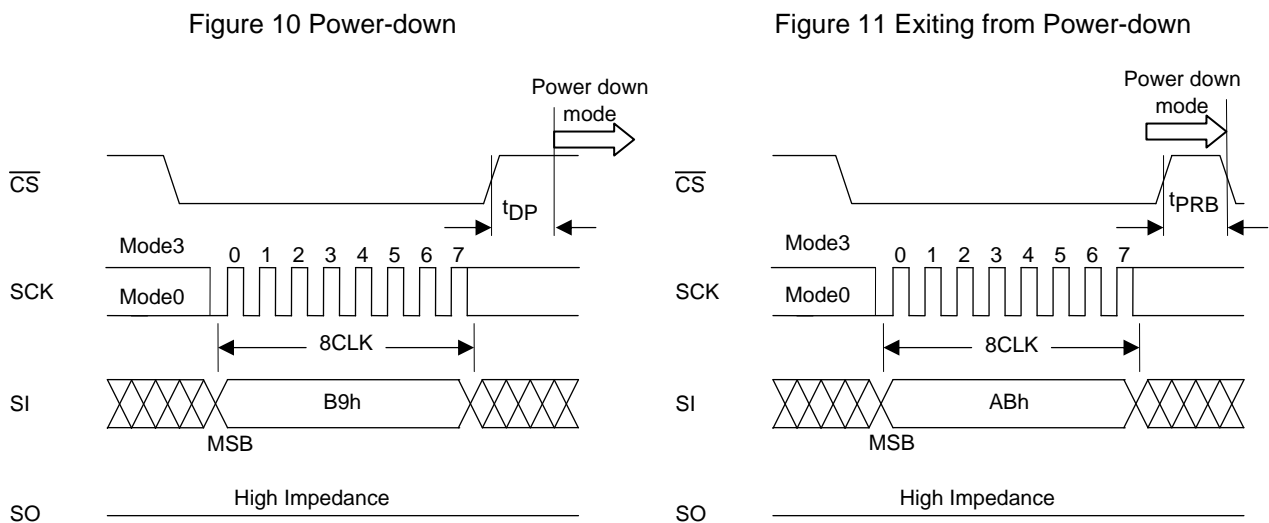 Figure 10 Power-down
Power down
mode
CS
tDP
Mode3
0 1 2 3 4 5 6 7
SCK
Mode0
8CLK
SI
B9h
MSB
High Impedance
SO
Figure 11 Exiting from Power-down
Power down
mode
CS
tPRB
Mode3
0 1 2 3 4 5 6 7
SCK
Mode0
8CLK
SI
ABh
MSB
High Impedance
SO